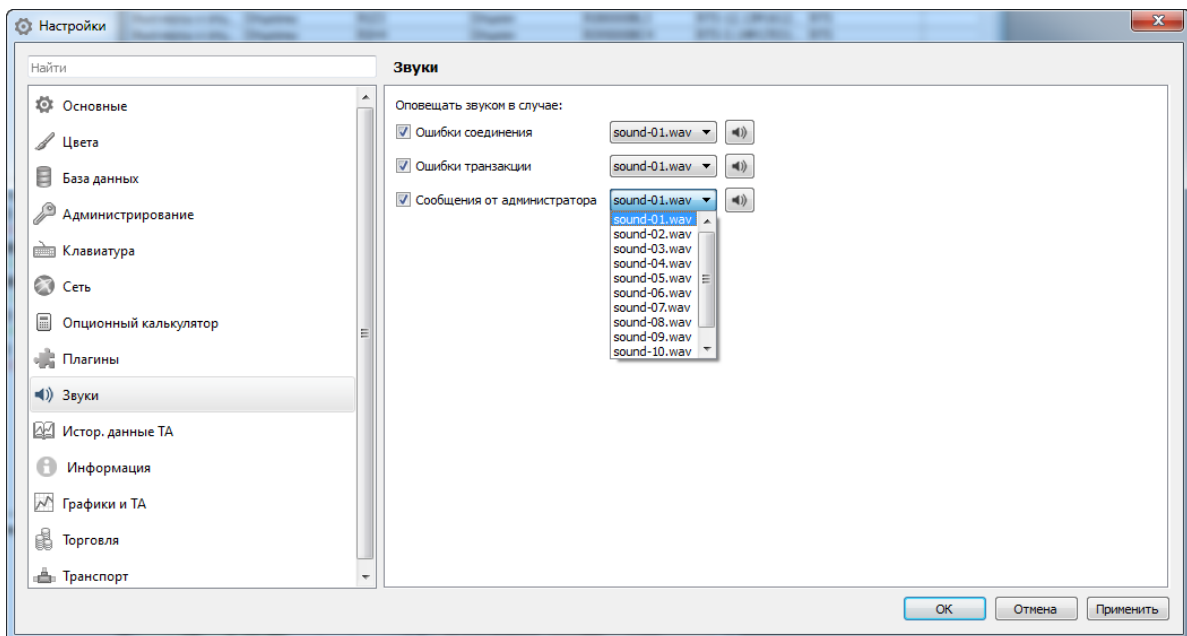 Настройки
Найти
Основные
Цвета
База данных
Администрирование
Клавиатура
Сеть
Опционный калькулятор
Плагины
Звуки
Истор. данные ТА
Информация
Графики и ТА
Торговля
Транспорт
Звуки
Оповещать звуком в случае:
Ошибки соединения sound-01.wav
Ошибки транзакции sound-01.wav
Сообщения от администратора sound-01.wav
sound-01.wav
sound-02.wav
sound-03.wav
sound-04.wav
sound-05.wav
sound-06.wav
sound-07.wav
sound-08.wav
sound-09.wav
sound-10.wav
OK Отмена Применить